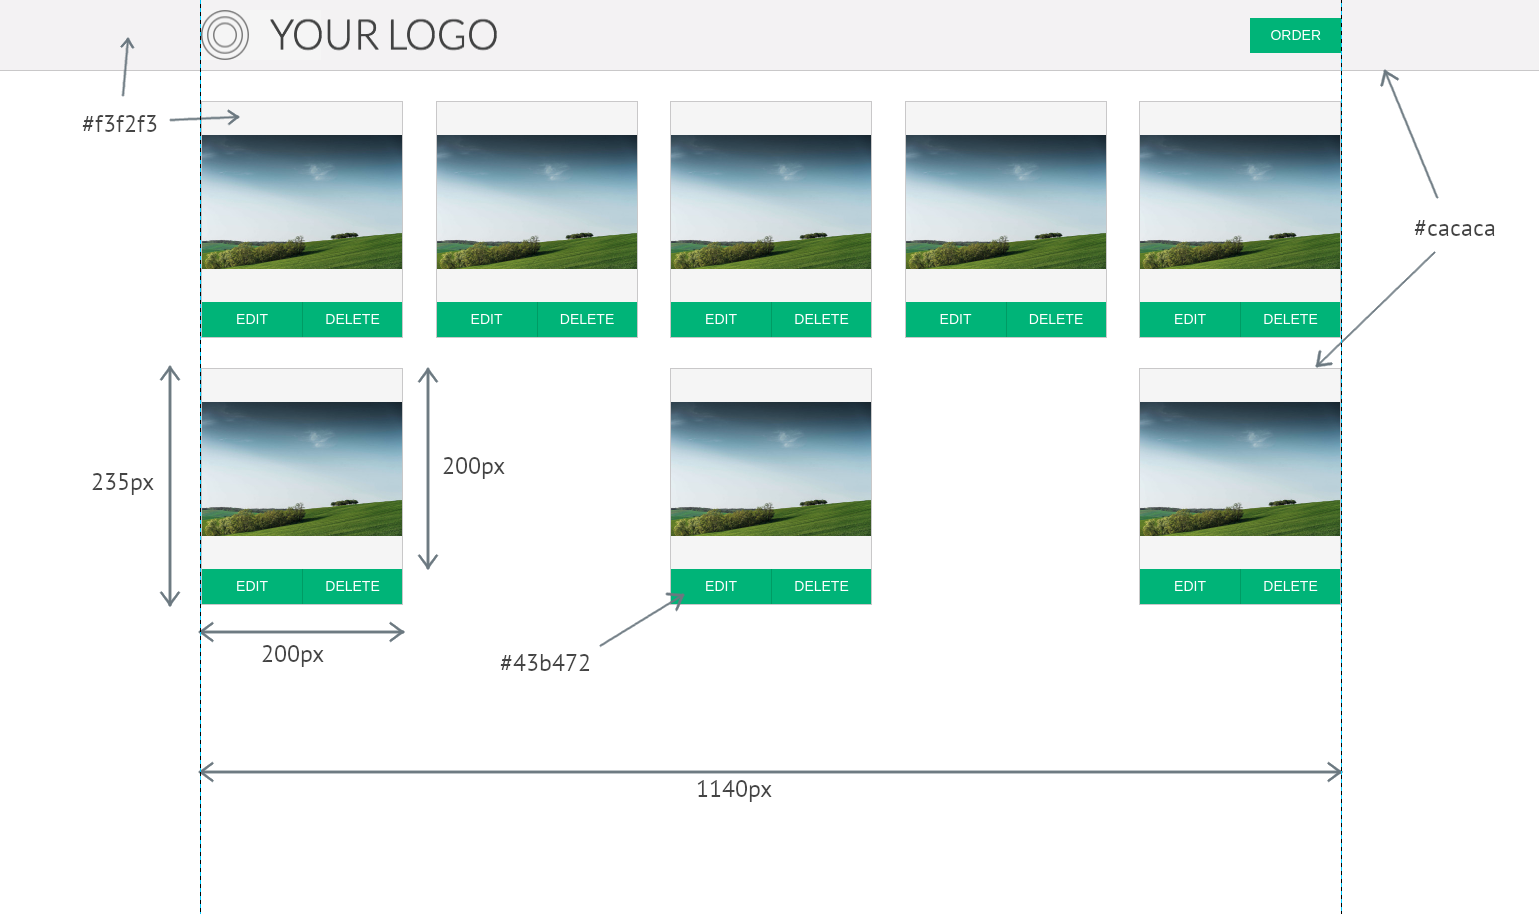 YOUR LOGO
ORDER
#f3f2f3
#cacaca
EDIT DELETE EDIT DELETE EDIT DELETE EDIT DELETE EDIT DELETE
235px
200px
EDIT DELETE EDIT DELETE EDIT DELETE
200px
#43b472
1140px